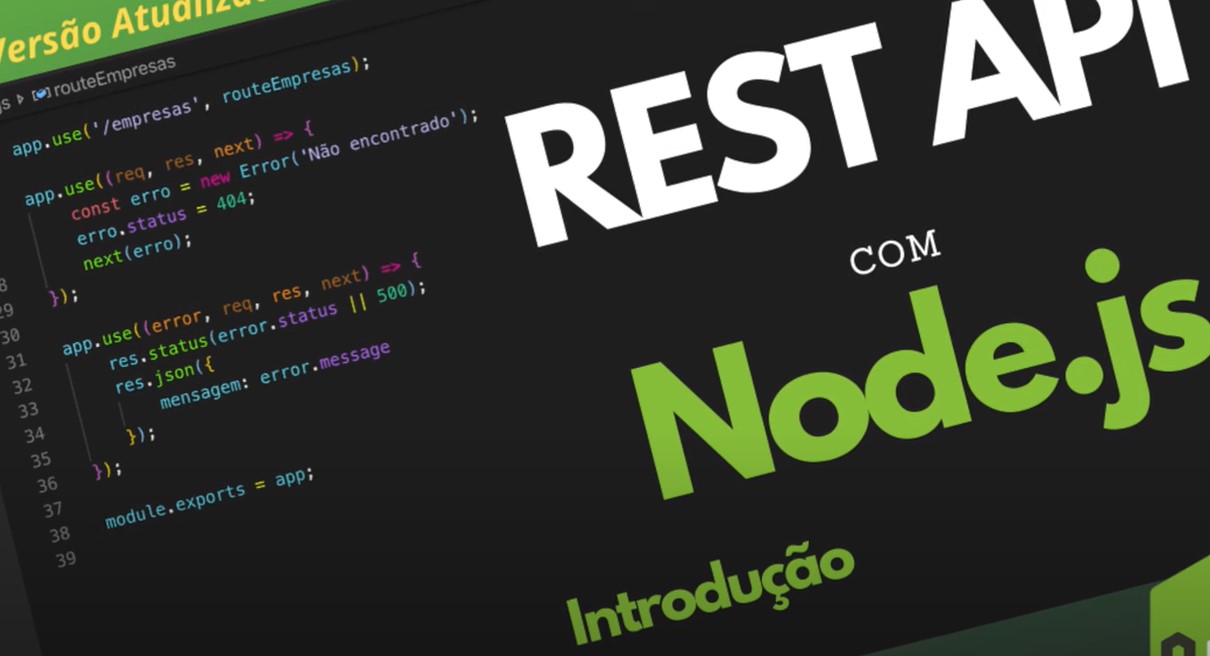 Versão Atualiza
s routeEmpresas
app.use('/empresas', routeEmpresas);
app.use((req, res, next) => {
const erro = new Error('Não encontrado');
erro.status = 404;
next(erro);
});
app.use((error, req, res, next) => {
res.status(error.status || 500);
res.json({
mensagem: error.message
});
});
module.exports = app;
8
29
30
31
32
33
34
35
36
37
38
39
REST API
COM
Node.js
Introdução